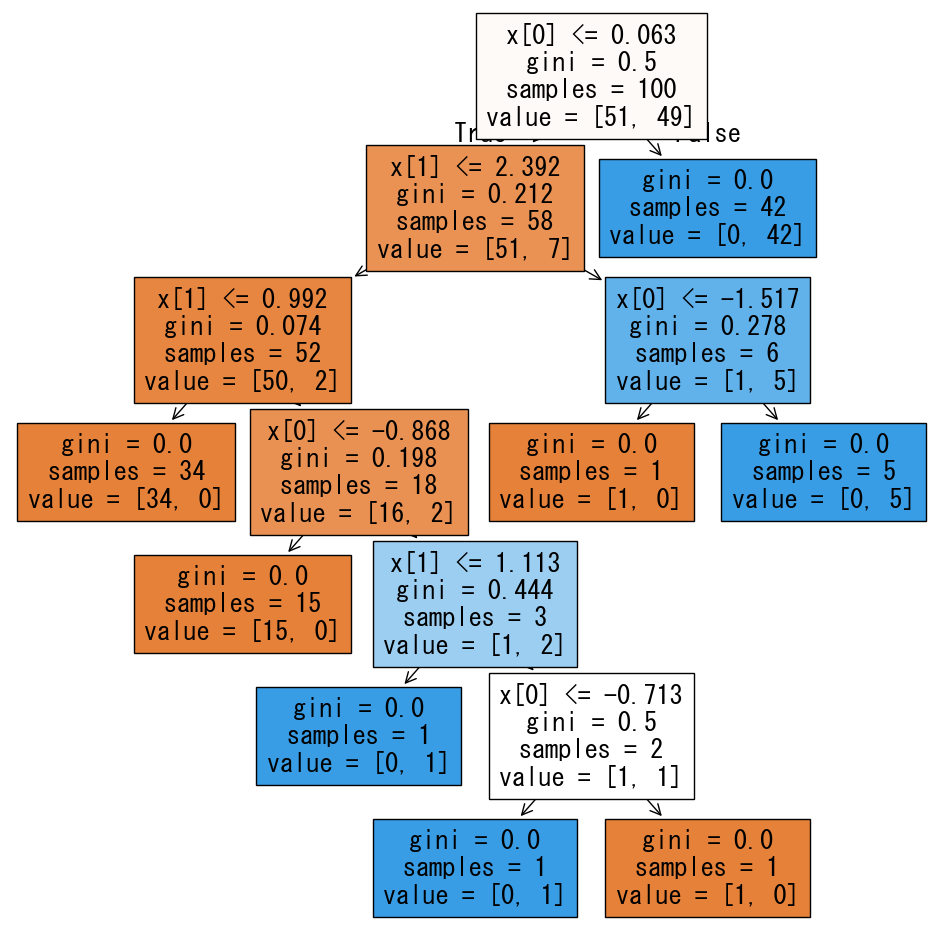 x[0] <= 0.063
gini = 0.5
samples = 100
value = [51, 49]
x[1] <= 2.392
gini = 0.212
samples = 58
value = [51, 7]
gini = 0.0
samples = 42
value = [0, 42]
x[1] <= 0.992
gini = 0.074
samples = 52
value = [50, 2]
x[0] <= -1.517
gini = 0.278
samples = 6
value = [1, 5]
gini = 0.0
samples = 34
value = [34, 0]
x[0] <= -0.868
gini = 0.198
samples = 18
value = [16, 2]
gini = 0.0
samples = 1
value = [1, 0]
gini = 0.0
samples = 5
value = [0, 5]
gini = 0.0
samples = 15
value = [15, 0]
x[1] <= 1.113
gini = 0.444
samples = 3
value = [1, 2]
gini = 0.0
samples = 1
value = [0, 1]
x[0] <= -0.713
gini = 0.5
samples = 2
value = [1, 1]
gini = 0.0
samples = 1
value = [0, 1]
gini = 0.0
samples = 1
value = [1, 0]